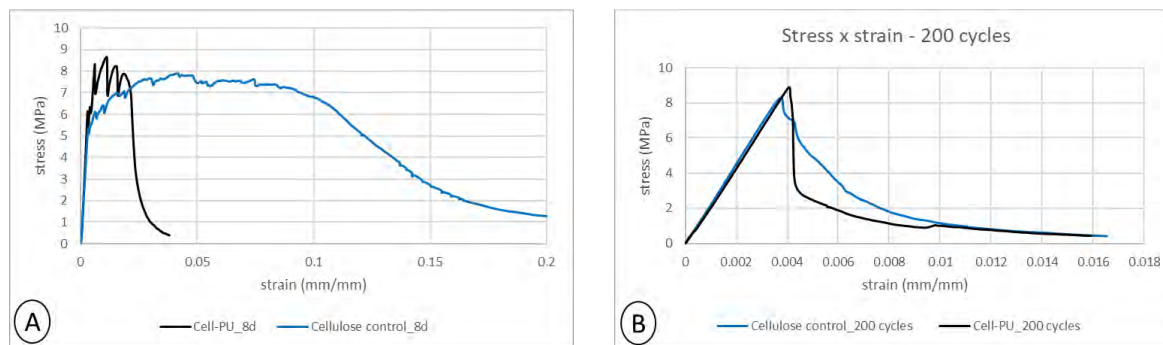 10
9
8
7
6
5
4
3
2
1
0
stress (MPa)
0 0.05 0.1 0.15 0.2
strain (mm/mm)
Cell-PU_8d Cellulose control_8d
A
Stress x strain - 200 cycles
10
8
6
4
2
0
stress (MPa)
0 0.002 0.004 0.006 0.008 0.01 0.012 0.014 0.016 0.018
strain (mm/mm)
Cellulose control_200 cycles Cell-PU_200 cycles
B